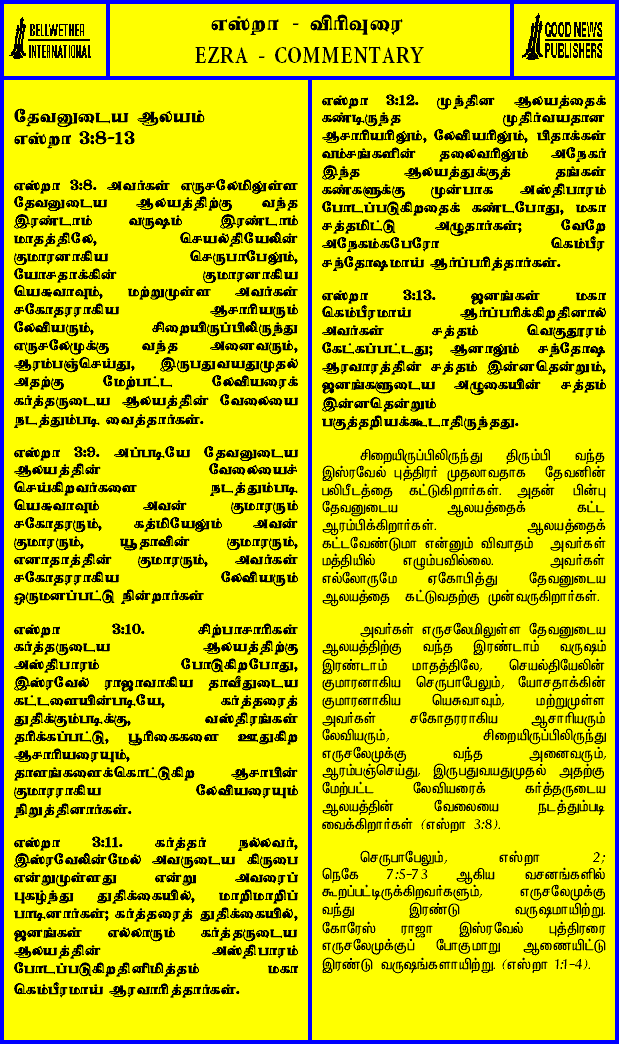 BELLWETHER
INTERNATIONAL
எஸ்றா - விரிவுரை
EZRA - COMMENTARY
GOOD NEWS
PUBLISHERS
தேவனுடைய ஆலயம்
எஸ்றா 3:8-13
எஸ்றா 3:8. அவர்கள் எருசலேமிலுள்ள
தேவனுடைய ஆலயத்திற்கு வந்த
இரண்டாம் வருஷம் இரண்டாம்
மாதத்திலே, செயல்தியேலின்
குமாரனாகிய செருபாபேலும்,
யோசதாக்கின் குமாரனாகிய
யெசுவாவும், மற்றுமுள்ள அவர்கள்
சகோதரராகிய ஆசாரியரும்
லேவியரும், சிறையிருப்பிலிருந்து
எருசலேமுக்கு வந்த அனைவரும்,
ஆரம்பஞ்செய்து, இருபதுவயதுமுதல்
அதற்கு மேற்பட்ட லேவியரைக்
கர்த்தருடைய ஆலயத்தின் வேலையை
நடத்தும்படி வைத்தார்கள்.
எஸ்றா 3:9. அப்படியே தேவனுடைய
ஆலயத்தின் வேலையைச்
செய்கிறவர்களை நடத்தும்படி
யெசுவாவும் அவன் குமாரரும்
சகோதரரும், கத்மியேலும் அவன்
குமாரரும், யூதாவின் குமாரரும்,
எனாதாத்தின் குமாரரும், அவர்கள்
சகோதரராகிய லேவியரும்
ஒருமனப்பட்டு நின்றார்கள்
எஸ்றா 3:10. சிற்பாசாரிகள்
கர்த்தருடைய ஆலயத்திற்கு
அஸ்திபாரம் போடுகிறபோது,
இஸ்ரவேல் ராஜாவாகிய தாவீதுடைய
கட்டளையின்படியே, கர்த்தரைத்
துதிக்கும்படிக்கு, வஸ்திரங்கள்
தரிக்கப்பட்டு, பூரிகைகளை ஊதுகிற
ஆசாரியரையும்,
தாளங்களைக்கொட்டுகிற ஆசாபின்
குமாரராகிய லேவியரையும்
நிறுத்தினார்கள்.
எஸ்றா 3:11. கர்த்தர் நல்லவர்,
இஸ்ரவேலின்மேல் அவருடைய கிருபை
என்றுமுள்ளது என்று அவரைப்
புகழ்ந்து துதிக்கையில், மாறிமாறிப்
பாடினார்கள்; கர்த்தரைத் துதிக்கையில்,
ஜனங்கள் எல்லாரும் கர்த்தருடைய
ஆலயத்தின் அஸ்திபாரம்
போடப்படுகிறதினிமித்தம் மகா
கெம்பீரமாய் ஆரவாரித்தார்கள்.
எஸ்றா 3:12. முந்தின ஆலயத்தைக்
கண்டிருந்த முதிர்வயதான
ஆசாரியரிலும், லேவியரிலும், பிதாக்கள்
வம்சங்களின் தலைவரிலும் அநேகர்
இந்த ஆலயத்துக்குத் தங்கள்
கண்களுக்கு முன்பாக அஸ்திபாரம்
போடப்படுகிறதைக் கண்டபோது, மகா
சத்தமிட்டு அழுதார்கள்; வேறே
அநேகம்கபேரோ கெம்பீர
சந்தோஷமாய் ஆர்ப்பரித்தார்கள்.
எஸ்றா 3:13. ஜனங்கள் மகா
கெம்பீரமாய் ஆர்ப்பரிக்கிறதினால்
அவர்கள் சத்தம் வெகுதூரம்
கேட்கப்பட்டது; ஆனாலும் சந்தோஷ
ஆரவாரத்தின் சத்தம் இன்னதென்றும்,
ஜனங்களுடைய அழுகையின் சத்தம்
இன்னதென்றும்
பகுத்தறியக்கூடாதிருந்தது.
சிறையிருப்பிலிருந்து திரும்பி வந்த
இஸ்ரவேல் புத்திரர் முதலாவதாக தேவனின்
பலிபீடத்தை கட்டுகிறார்கள். அதன் பின்பு
தேவனுடைய ஆலயத்தைக் கட்ட
ஆரம்பிக்கிறார்கள். ஆலயத்தைக்
கட்டவேண்டுமா என்னும் விவாதம் அவர்கள்
மத்தியில் எழும்பவில்லை. அவர்கள்
எல்லோருமே ஏகோபித்து தேவனுடைய
ஆலயத்தை கட்டுவதற்கு முன்வருகிறார்கள்.
அவர்கள் எருசலேமிலுள்ள தேவனுடைய
ஆலயத்திற்கு வந்த இரண்டாம் வருஷம்
இரண்டாம் மாதத்திலே, செயல்தியேலின்
குமாரனாகிய செருபாபேலும், யோசதக்கின்
குமாரனாகிய யெசுவாவும், மற்றுமுள்ள
அவர்கள் சகோதரராகிய ஆசாரியரும்
லேவியரும், சிறையிருப்பிலிருந்து
எருசலேமுக்கு வந்த அனைவரும்,
ஆரம்பஞ்செய்து, இருபதுவயதுமுதல் அதற்கு
மேற்பட்ட லேவியரைக் கர்த்தருடைய
ஆலயத்தின் வேலையை நடத்தும்படி
வைக்கிறார்கள் (எஸ்றா 3:8).
செருபாபேலும், எஸ்றா 2;
நெகே 7:5-73 ஆகிய வசனங்களில்
கூறப்பட்டிருக்கிறவர்களும், எருசலேமுக்கு
வந்து இரண்டு வருஷமாயிற்று.
கோரேஸ் ராஜா இஸ்ரவேல் புத்திரரை
எருசலேமுக்குப் போகுமாறு ஆணையிட்டு
இரண்டு வருஷங்களாயிற்று. (எஸ்றா 1:1-4).